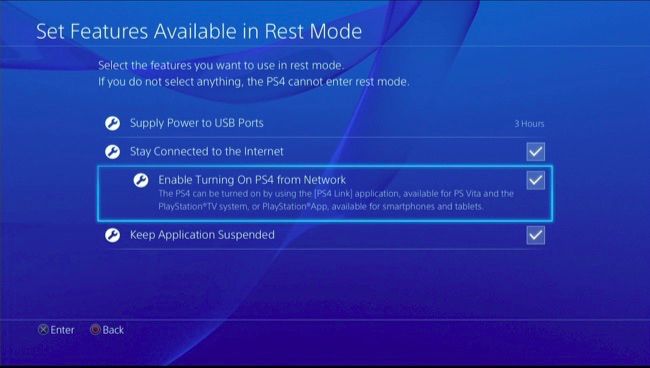 Set Features Available in Rest Mode
Select the features you want to use in rest mode.
If you do not select anything, the PS4 cannot enter rest mode.
Supply Power to USB Ports 3 Hours
Stay Connected to the Internet
Enable Turning On PS4 from Network
The PS4 can be turned on by using the [PS4 Link] application, available for PS Vita and the
PlayStation®TV system, or PlayStation®App, available for smartphones and tablets.
Keep Application Suspended
Enter Back